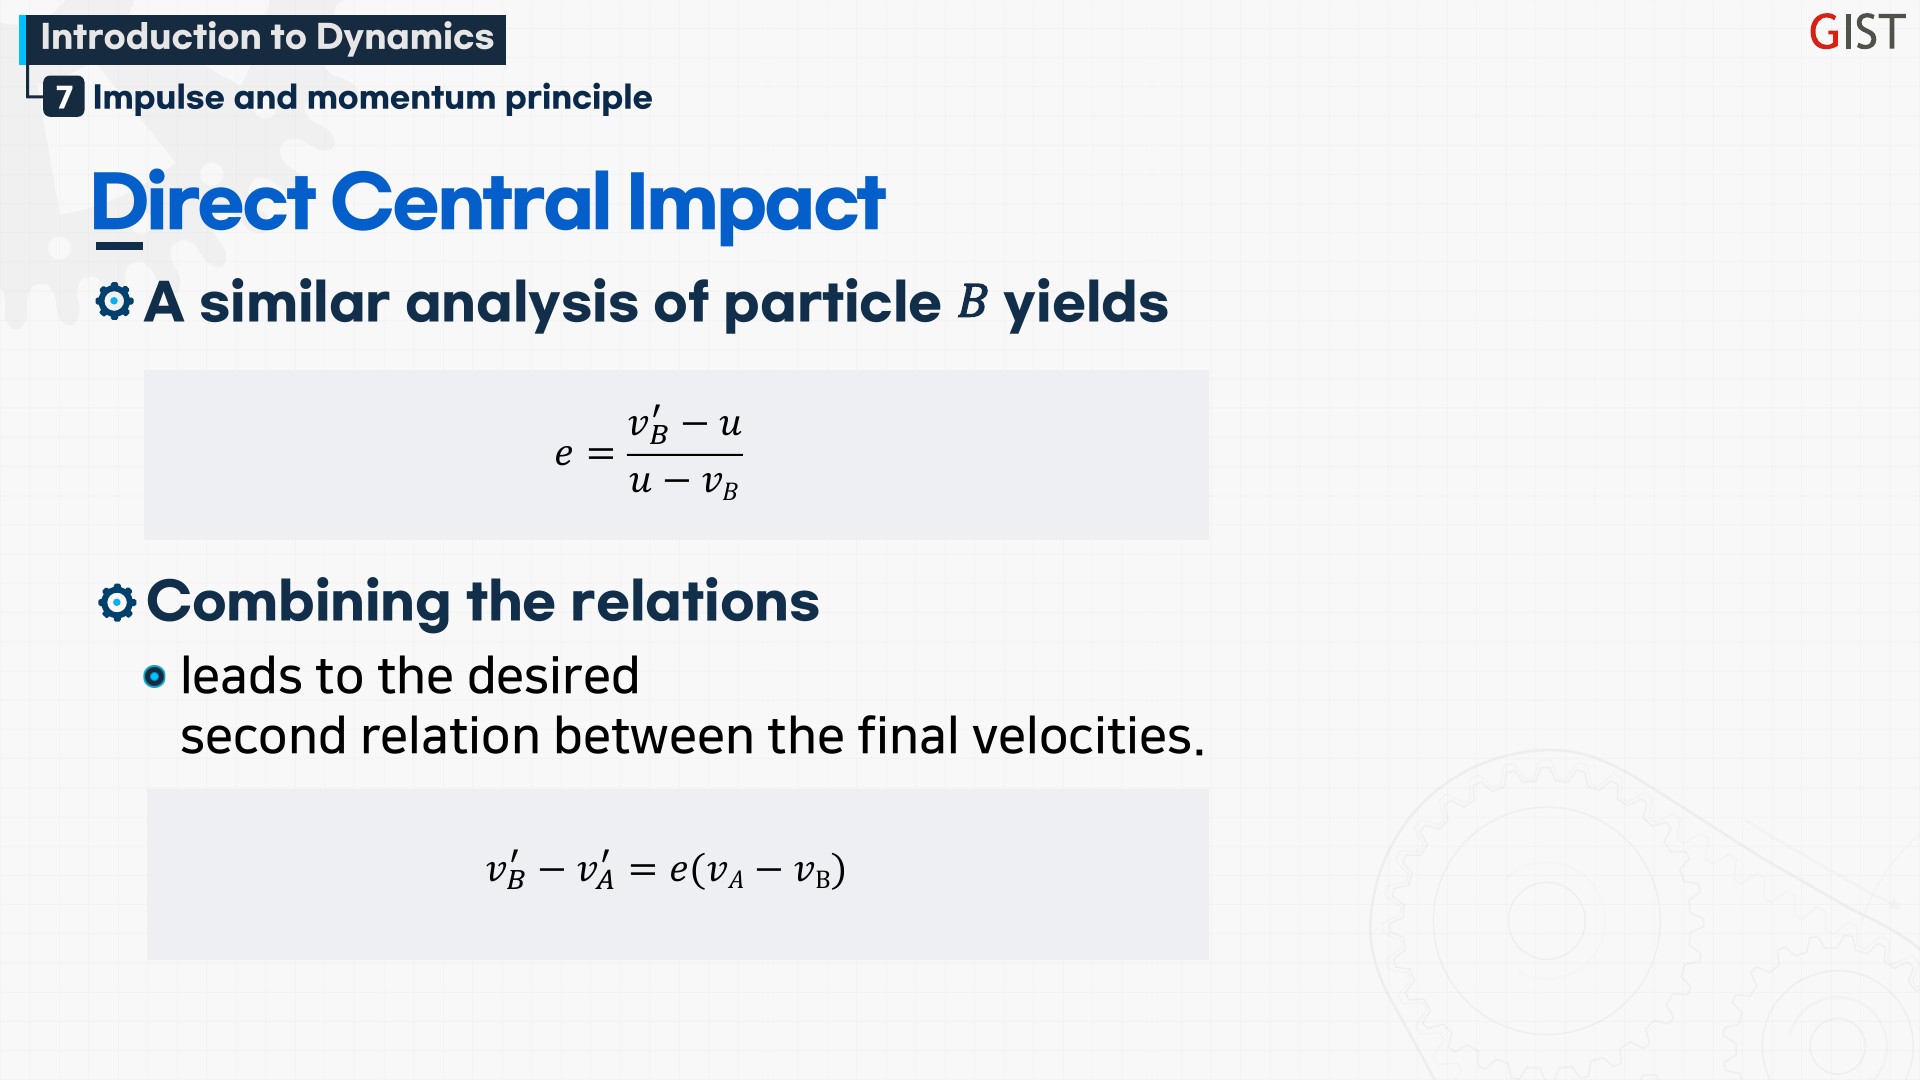 Introduction to Dynamics
GIST
7 Impulse and momentum principle
Direct Central Impact
A similar analysis of particle B yields
e = \frac{v'_B - u}{u - v_B}
Combining the relations
leads to the desired
second relation between the final velocities.
v'_B - v'_A = e(v_A - v_B)